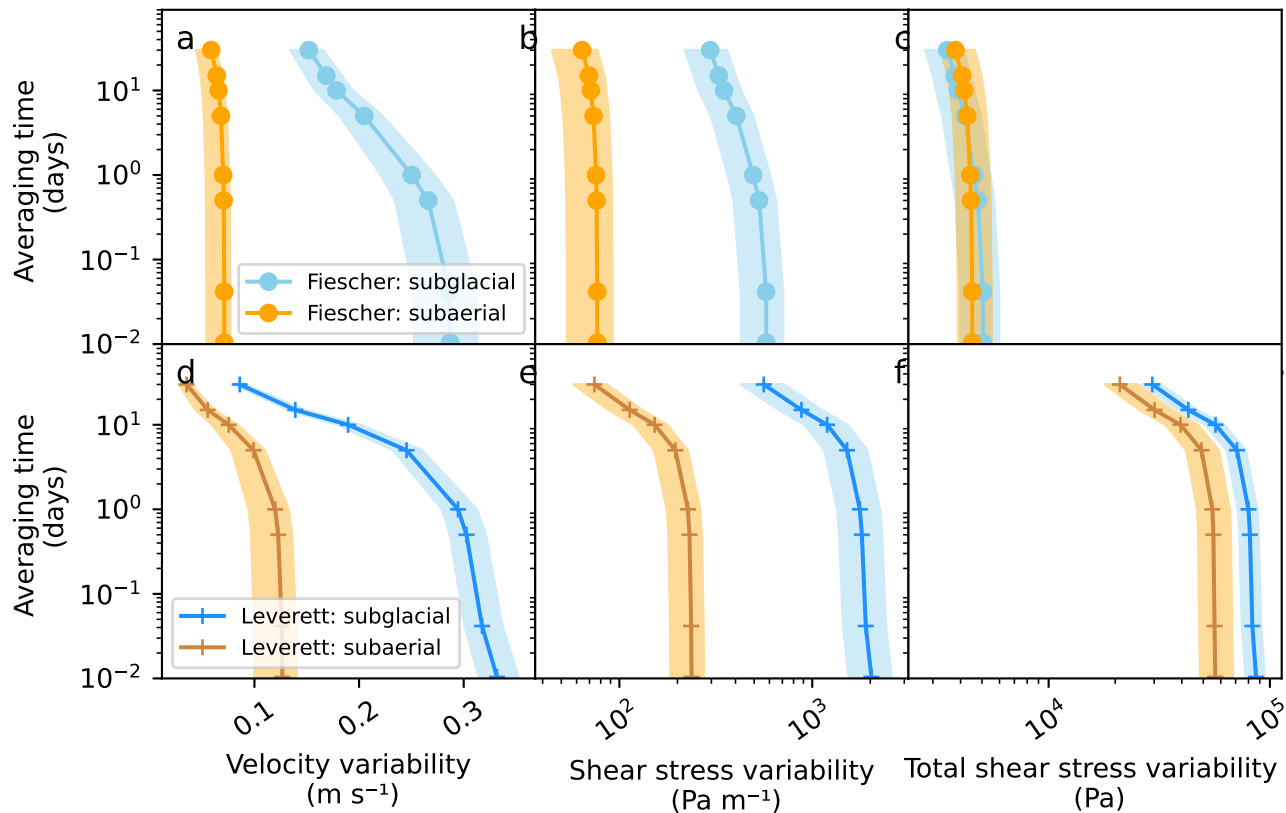 a
b
c
Averaging time
(days)
10¹
10⁰
10⁻¹
10⁻²
Fiescher: subglacial
Fiescher: subaerial
d
e
f
Averaging time
(days)
10¹
10⁰
10⁻¹
10⁻²
Leverett: subglacial
Leverett: subaerial
0.1 0.2 0.3
10² 10³
10⁴ 10⁵
Velocity variability
(m s⁻¹)
Shear stress variability
(Pa m⁻¹)
Total shear stress variability
(Pa)